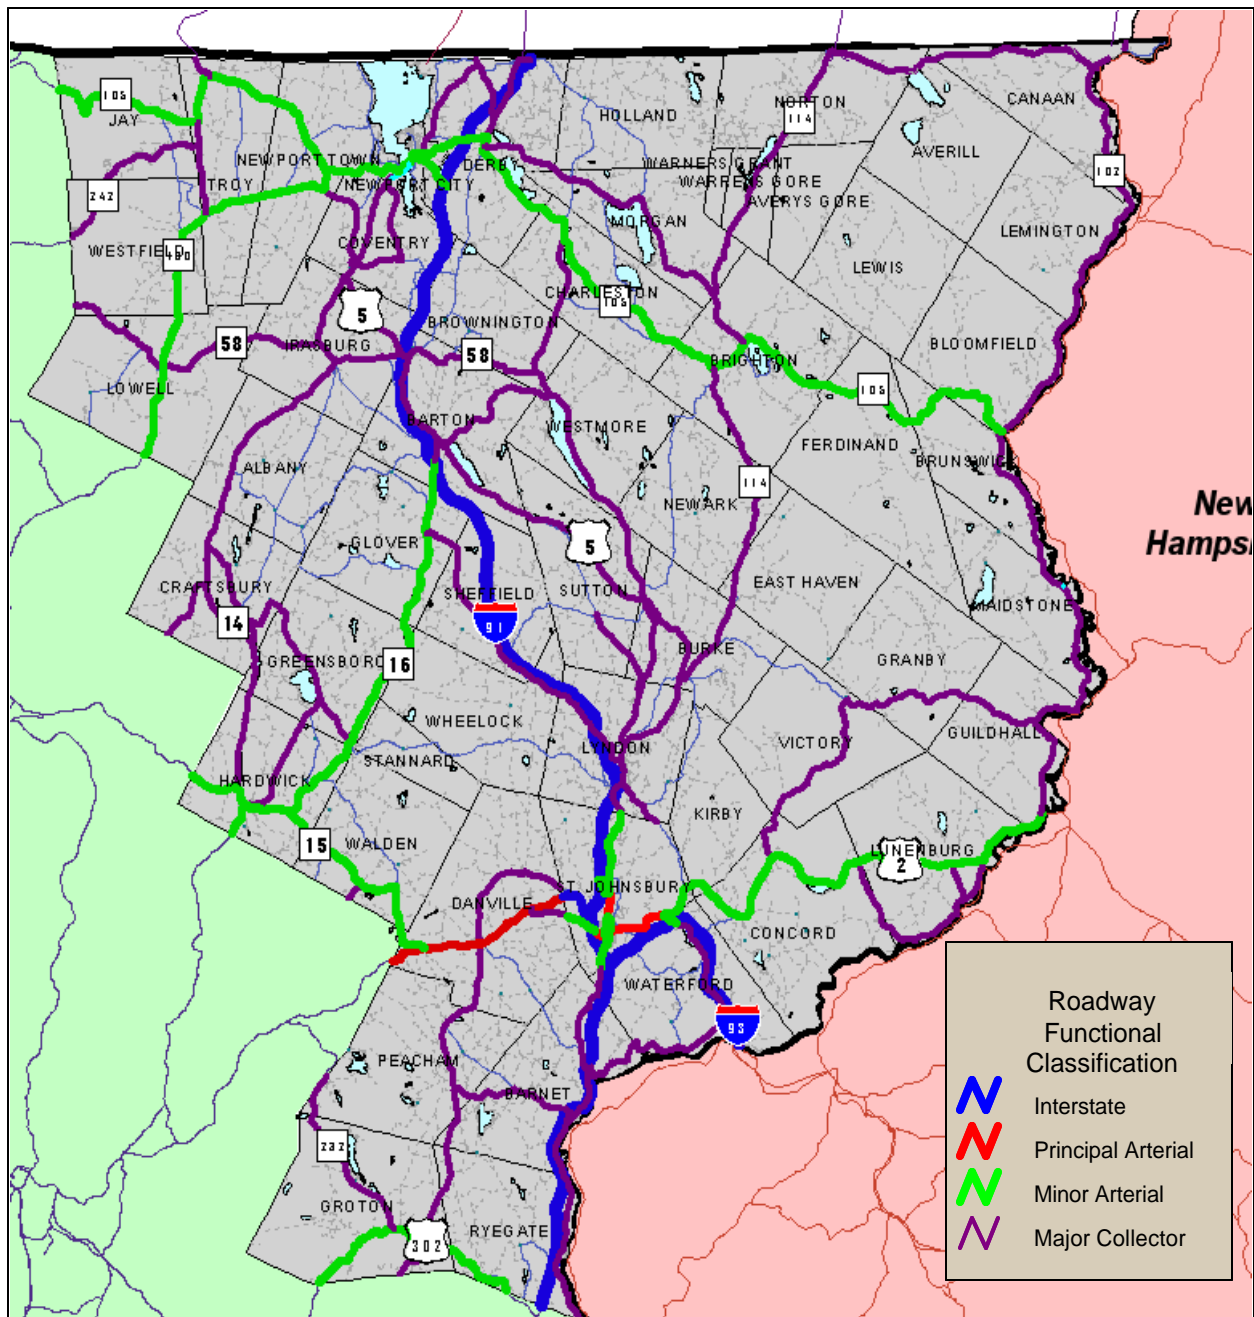 CANAAN
HOLLAND
NORTON
105
JAY
114
AVERILL
NEWPORT TOWN
DERBY
WARNERS GRANT
102
TROY
NEWPORT CITY
WARRENS GORE
242
AVERYS GORE
MORGAN
LEMINGTON
WESTFIELD
COVENTRY
LEWIS
CHARLESTON
105
5
BROWNINGTON
58
IRASBURG
58
BLOOMFIELD
BRIGHTON
LOWELL
105
BARTON
WESTMORE
FERDINAND
ALBANY
BRUNSWIC
114
NEWARK
New
Hampsl
GLOVER
5
CRAFTSBURY
SHEFFIELD
SUTTON
EAST HAVEN
MAIDSTONE
14
91
BURKE
GREENSBORO
16
GRANBY
WHEELOCK
LYNDON
VICTORY
GUILDHALL
STANNARD
HARDWICK
KIRBY
15
WALDEN
LUNENBURG
2
ST JOHNSBURY
DANVILLE
CONCORD
WATERFORD
93
PEACHAM
BARNET
232
GROTON
RYEGATE
302
Roadway
Functional
Classification
Interstate
Principal Arterial
Minor Arterial
Major Collector